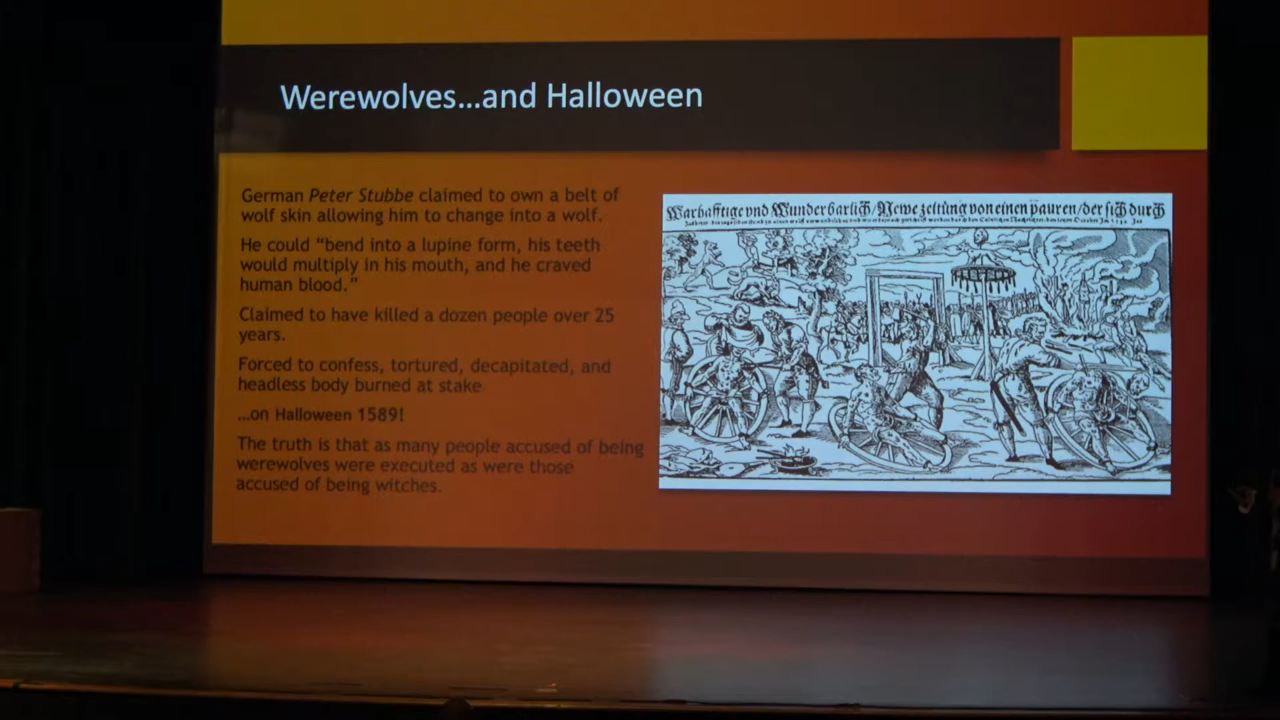 Werewolves...and Halloween
German Peter Stubbe claimed to own a belt of
wolf skin allowing him to change into a wolf.
He could “bend into a lupine form, his teeth
would multiply in his mouth, and he craved
human blood.”
Claimed to have killed a dozen people over 25
years.
Forced to confess, tortured, decapitated, and
headless body burned at stake
...on Halloween 1589!
The truth is that as many people accused of being
werewolves were executed as were those
accused of being witches.
Warhafftige vnd Wunderbarlich/Newe zeitung von einen pauren/der sich durch